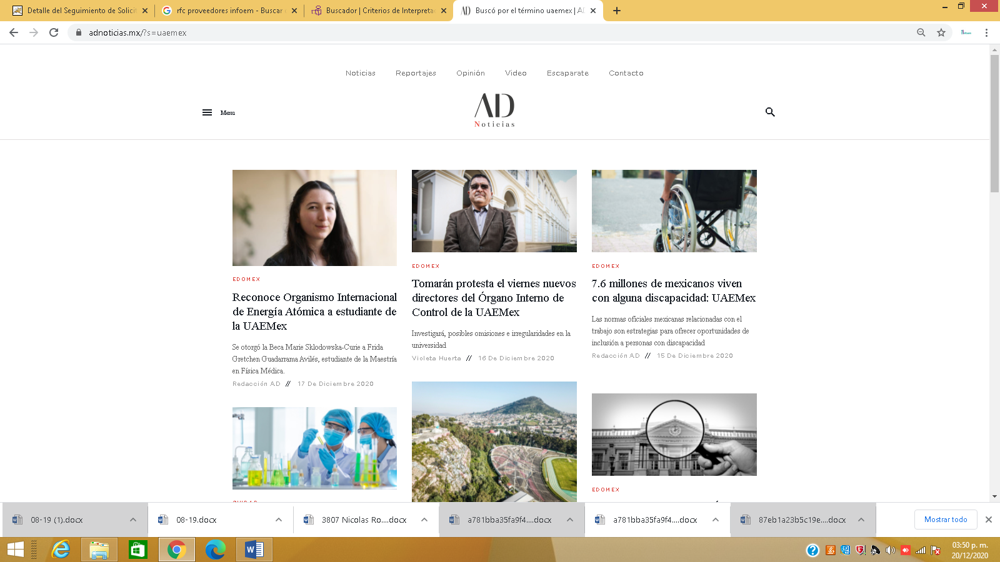 Detalle del Seguimiento de Solicit
rfc proveedores infoem - Buscar
Buscador | Criterios de Interpreta
Buscó por el término uaemex | A
adnoticias.mx/?s=uaemex
Noticias Reportajes Opinión Video Escaparate Contacto
Menu
AD
Noticias
EDOMEX
Reconoce Organismo Internacional
de Energía Atómica a estudiante de
la UAEMex
Se otorgó la Beca Marie Sklodowska-Curie a Frida
Gretchen Guadarrama Avilés, estudiante de la Maestría
en Física Médica.
Redacción AD // 17 De Diciembre 2020
EDOMEX
Tomarán protesta el viernes nuevos
directores del Órgano Interno de
Control de la UAEMex
Investigará, posibles omisiones e irregularidades en la
universidad
Violeta Huerta // 16 De Diciembre 2020
EDOMEX
7.6 millones de mexicanos viven
con alguna discapacidad: UAEMex
Las normas oficiales mexicanas relacionadas con el
trabajo son estrategias para ofrecer oportunidades de
inclusión a personas con discapacidad
Redacción AD // 15 De Diciembre 2020
EDOMEX
08-19 (1).docx
08-19.docx
3807 Nicolas Ro....docx
a781bba35fa9f4....docx
a781bba35fa9f4....docx
87eb1a23b5c19e....docx
Mostrar todo
03:50 p. m.
20/12/2020